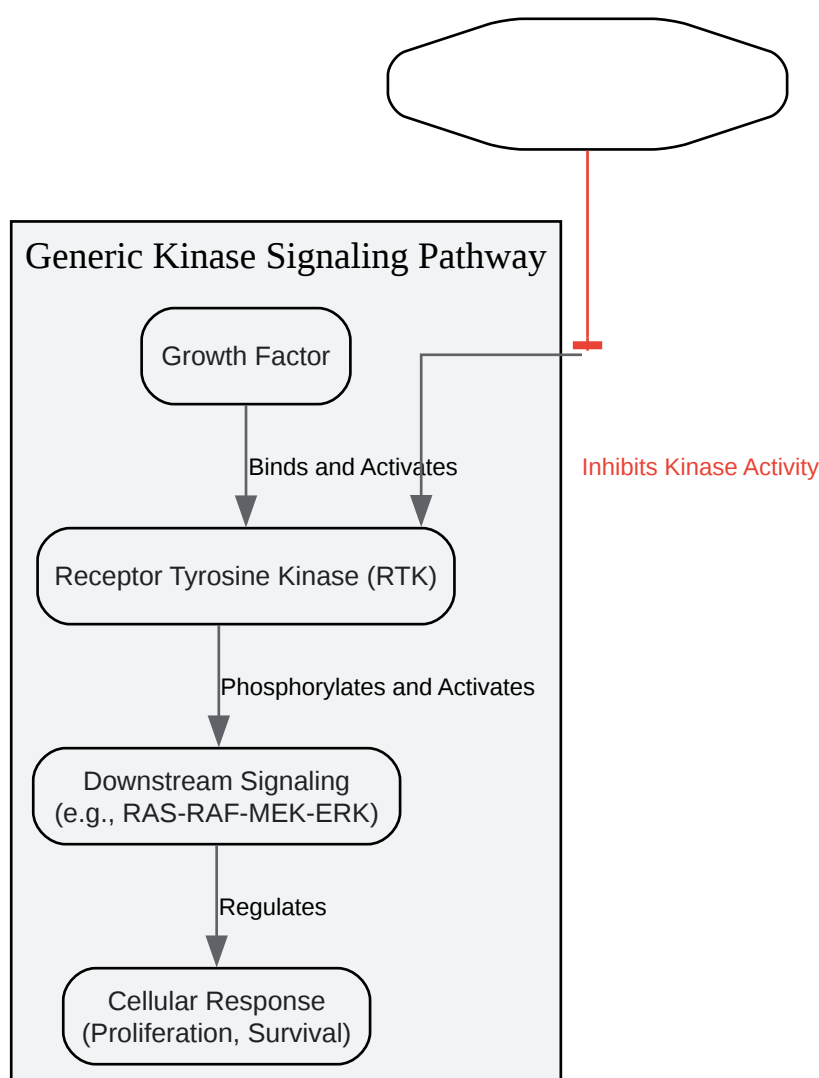 Generic Kinase Signaling Pathway
Growth Factor
Binds and Activates
Inhibits Kinase Activity
Receptor Tyrosine Kinase (RTK)
Phosphorylates and Activates
Downstream Signaling
(e.g., RAS-RAF-MEK-ERK)
Regulates
Cellular Response
(Proliferation, Survival)